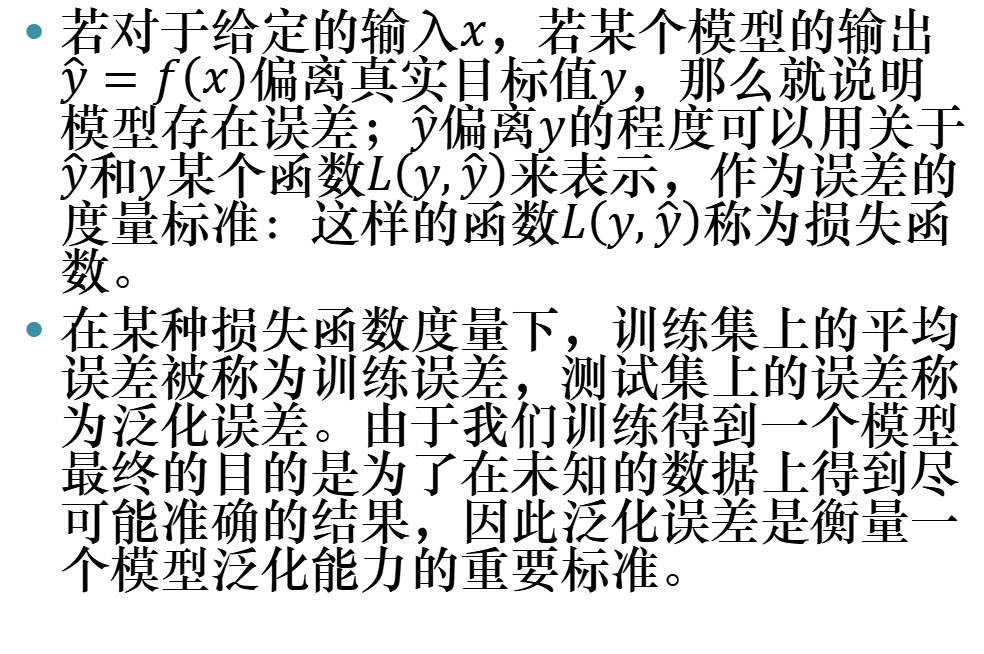 • 若对于给定的输入x，若某个模型的输出
ŷ = f(x)偏离真实目标值y，那么就说明
模型存在误差；ŷ偏离y的程度可以用关于
ŷ和y某个函数L(y, ŷ)来表示，作为误差的
度量标准：这样的函数L(y, ŷ)称为损失函
数。
• 在某种损失函数度量下，训练集上的平均
误差被称为训练误差，测试集上的误差称
为泛化误差。由于我们训练得到一个模型
最终的目的是为了在未知的数据上得到尽
可能准确的结果，因此泛化误差是衡量一
个模型泛化能力的重要标准。